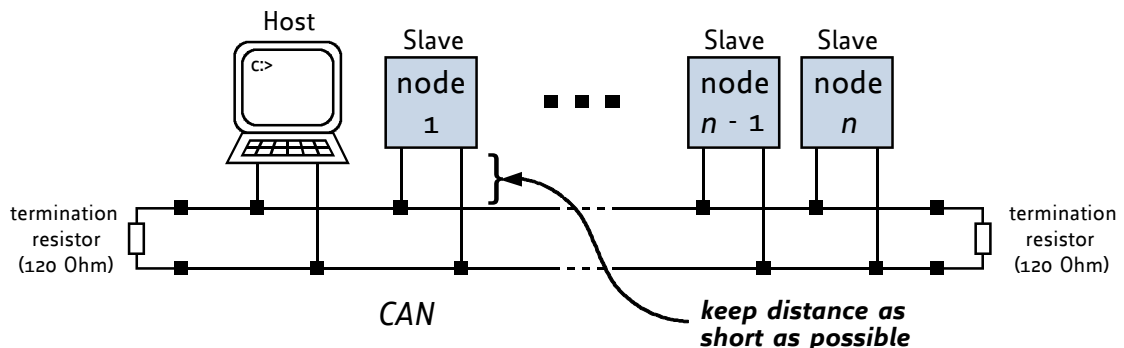 Host
C:>
Slave
node
1
Slave
node
n - 1
Slave
node
n
termination
resistor
(120 Ohm)
termination
resistor
(120 Ohm)
CAN
keep distance as
short as possible